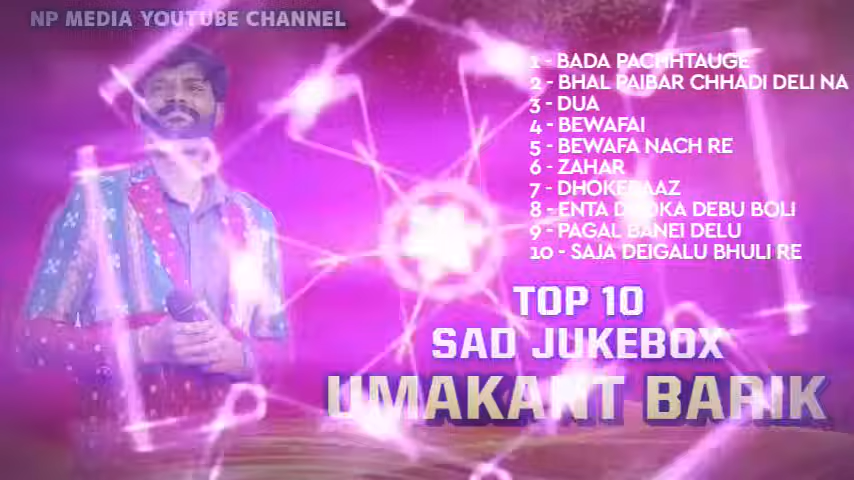 NP MEDIA YOUTUBE CHANNEL
1 - BADA PACHHTAUGE
2 - BHAL PAIBAR CHHADI DELI NA
3 - DUA
4 - BEWAFAI
5 - BEWAFA NACH RE
6 - ZAHAR
7 - DHOKEBAAZ
8 - ENTA DHOKA DEBU BOLI
9 - PAGAL BANEI DELU
10 - SAJA DEIGALU BHULI RE
TOP 10
SAD JUKEBOX
UMAKANT BARIK